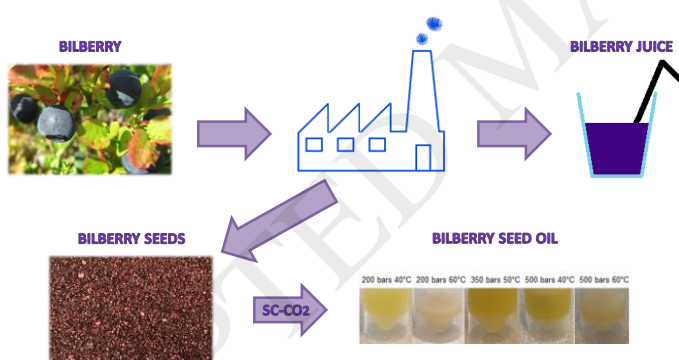 BILBERRY
BILBERRY JUICE
BILBERRY SEEDS
BILBERRY SEED OIL
200 bars 40°C 200 bars 60°C 350 bars 50°C 500 bars 40°C 500 bars 60°C
SC-CO2